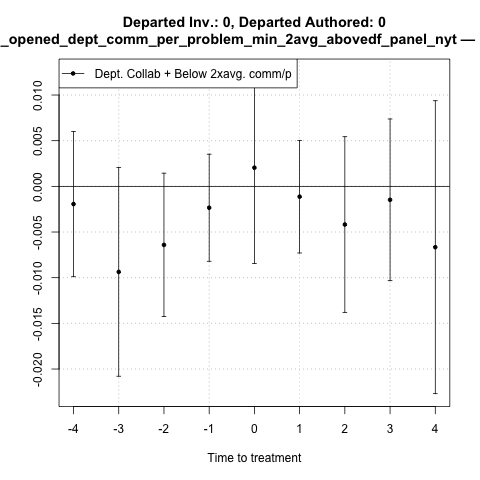 Departed Inv.: 0, Departed Authored: 0
_opened_dept_comm_per_problem_min_2avg_abovedf_panel_nyt —
Dept. Collab + Below 2xavg. comm/p
0.010
0.005
0.000
-0.005
-0.010
-0.015
-0.020
-4 -3 -2 -1 0 1 2 3 4
Time to treatment